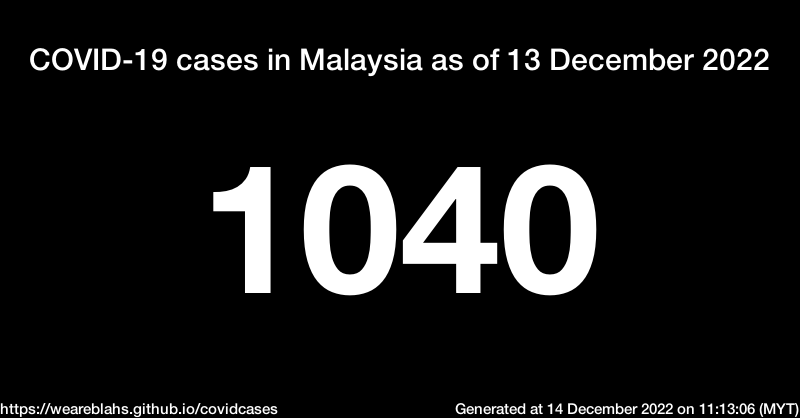 COVID-19 cases in Malaysia as of 13 December 2022
1040
https://weareblahs.github.io/covidcases
Generated at 14 December 2022 on 11:13:06 (MYT)